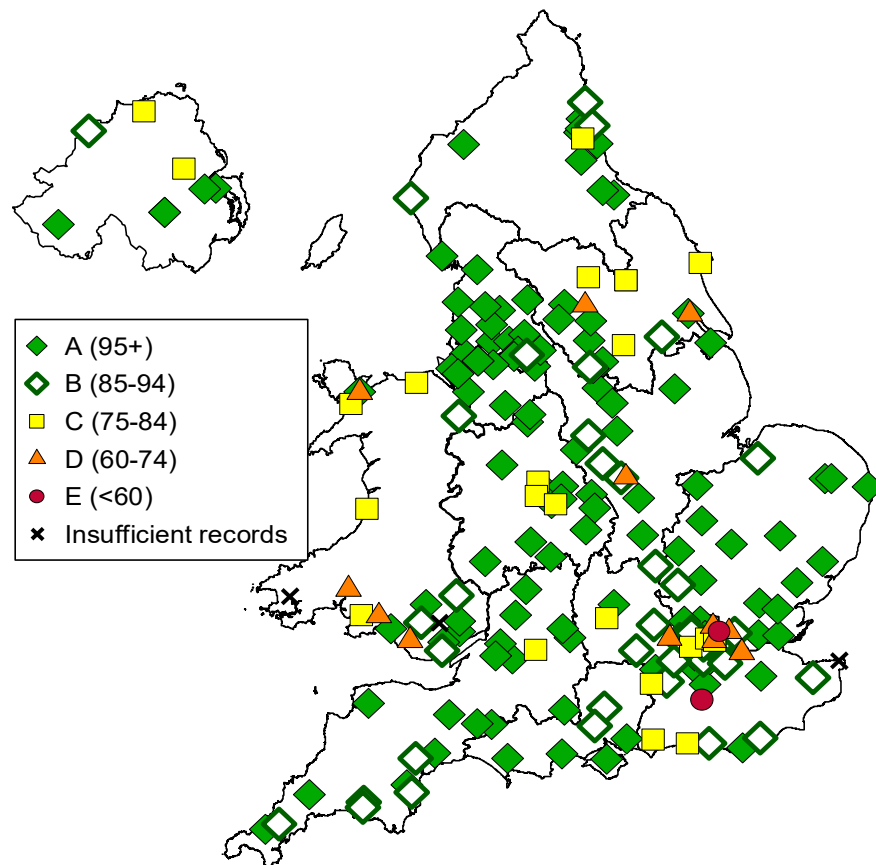 A (95+)
B (85-94)
C (75-84)
D (60-74)
E (<60)
Insufficient records